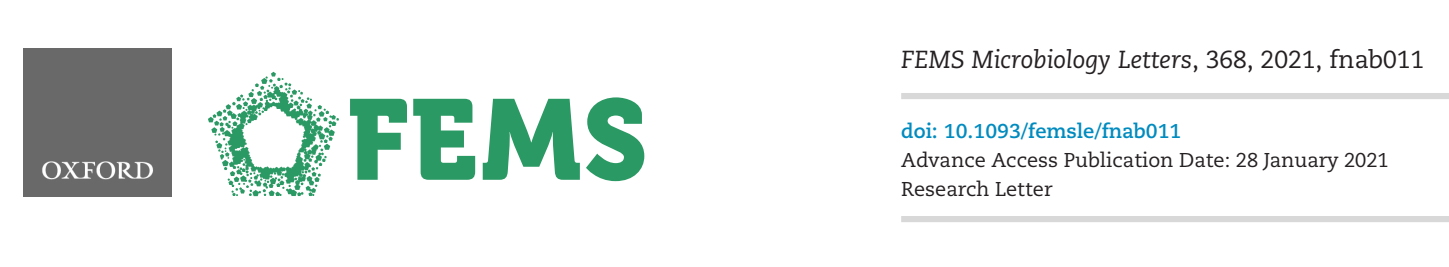 OXFORD
FEMS
FEMS Microbiology Letters, 368, 2021, fnab011
doi: 10.1093/femsle/fnab011
Advance Access Publication Date: 28 January 2021
Research Letter